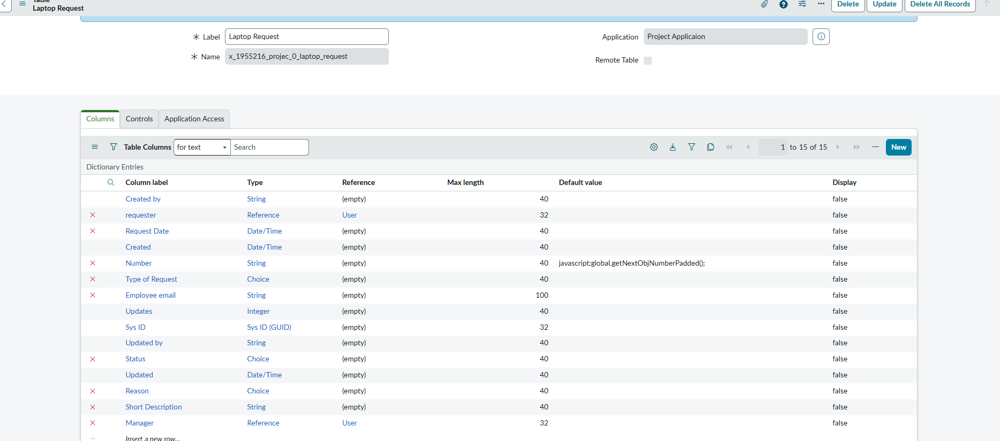 Table
Laptop Request
Delete Update Delete All Records
Label Laptop Request Application Project Applicaion
Name x_1955216_projec_0_laptop_request Remote Table
Columns Controls Application Access
Table Columns for text Search 1 to 15 of 15 New
Dictionary Entries
Column label Type Reference Max length Default value Display
Created by String (empty) 40 false
requester Reference User 32 false
Request Date Date/Time (empty) 40 false
Created Date/Time (empty) 40 false
Number String (empty) 40 javascript:global.getNextObjNumberPadded(); false
Type of Request Choice (empty) 40 false
Employee email String (empty) 100 false
Updates Integer (empty) 40 false
Sys ID Sys ID (GUID) (empty) 32 false
Updated by String (empty) 40 false
Status Choice (empty) 40 false
Updated Date/Time (empty) 40 false
Reason Choice (empty) 40 false
Short Description String (empty) 40 false
Manager Reference User 32 false
Insert a new row...